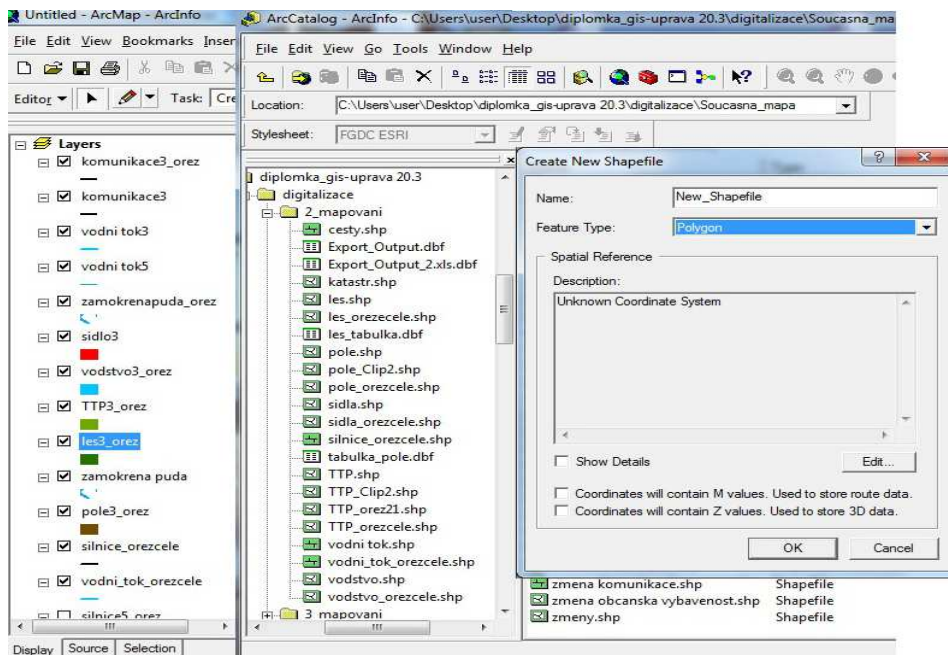 Untitled - ArcMap - ArcInfo
File Edit View Bookmarks Inser
Editor
Task:
Layers
komunikace3_orez
komunikace3
vodni tok3
vodni tok5
zamokrenapuda_orez
sidlo3
vodstvo3_orez
TTP3_orez
les3_orez
zamokrena puda
pole3_orez
silnice_orezcele
vodni_tok_orezcele
silnice5_orez
Display Source Selection
ArcCatalog - ArcInfo - C:\Users\user\Desktop\diplomka_gis-uprava 20.3\digitalizace\Soucasna_ma
File Edit View Go Tools Window Help
Location: C:\Users\user\Desktop\diplomka_gis-uprava 20.3\digitalizace\Soucasna_mapa
Stylesheet: FGDC ESRI
diplomka_gis-uprava 20.3
digitalizace
2_mapovani
cesty.shp
Export_Output.dbf
Export_Output_2.xls.dbf
katastr.shp
les.shp
les_orezecele.shp
les_tabulka.dbf
pole.shp
pole_Clip2.shp
pole_orezcele.shp
sidla.shp
sidla_orezcele.shp
silnice_orezcele.shp
tabulka_pole.dbf
TTP.shp
TTP_Clip2.shp
TTP_orez21.shp
TTP_orezcele.shp
vodni tok.shp
vodni_tok_orezcele.shp
vodstvo.shp
vodstvo_orezcele.shp
3_mapovani
Create New Shapefile
Name: New_Shapefile
Feature Type: Polygon
Spatial Reference
Description:
Unknown Coordinate System
Show Details
Edit...
Coordinates will contain M values. Used to store route data.
Coordinates will contain Z values. Used to store 3D data.
OK Cancel
zmena komunikace.shp Shapefile
zmena obcanska vybavenost.shp Shapefile
zmeny.shp Shapefile